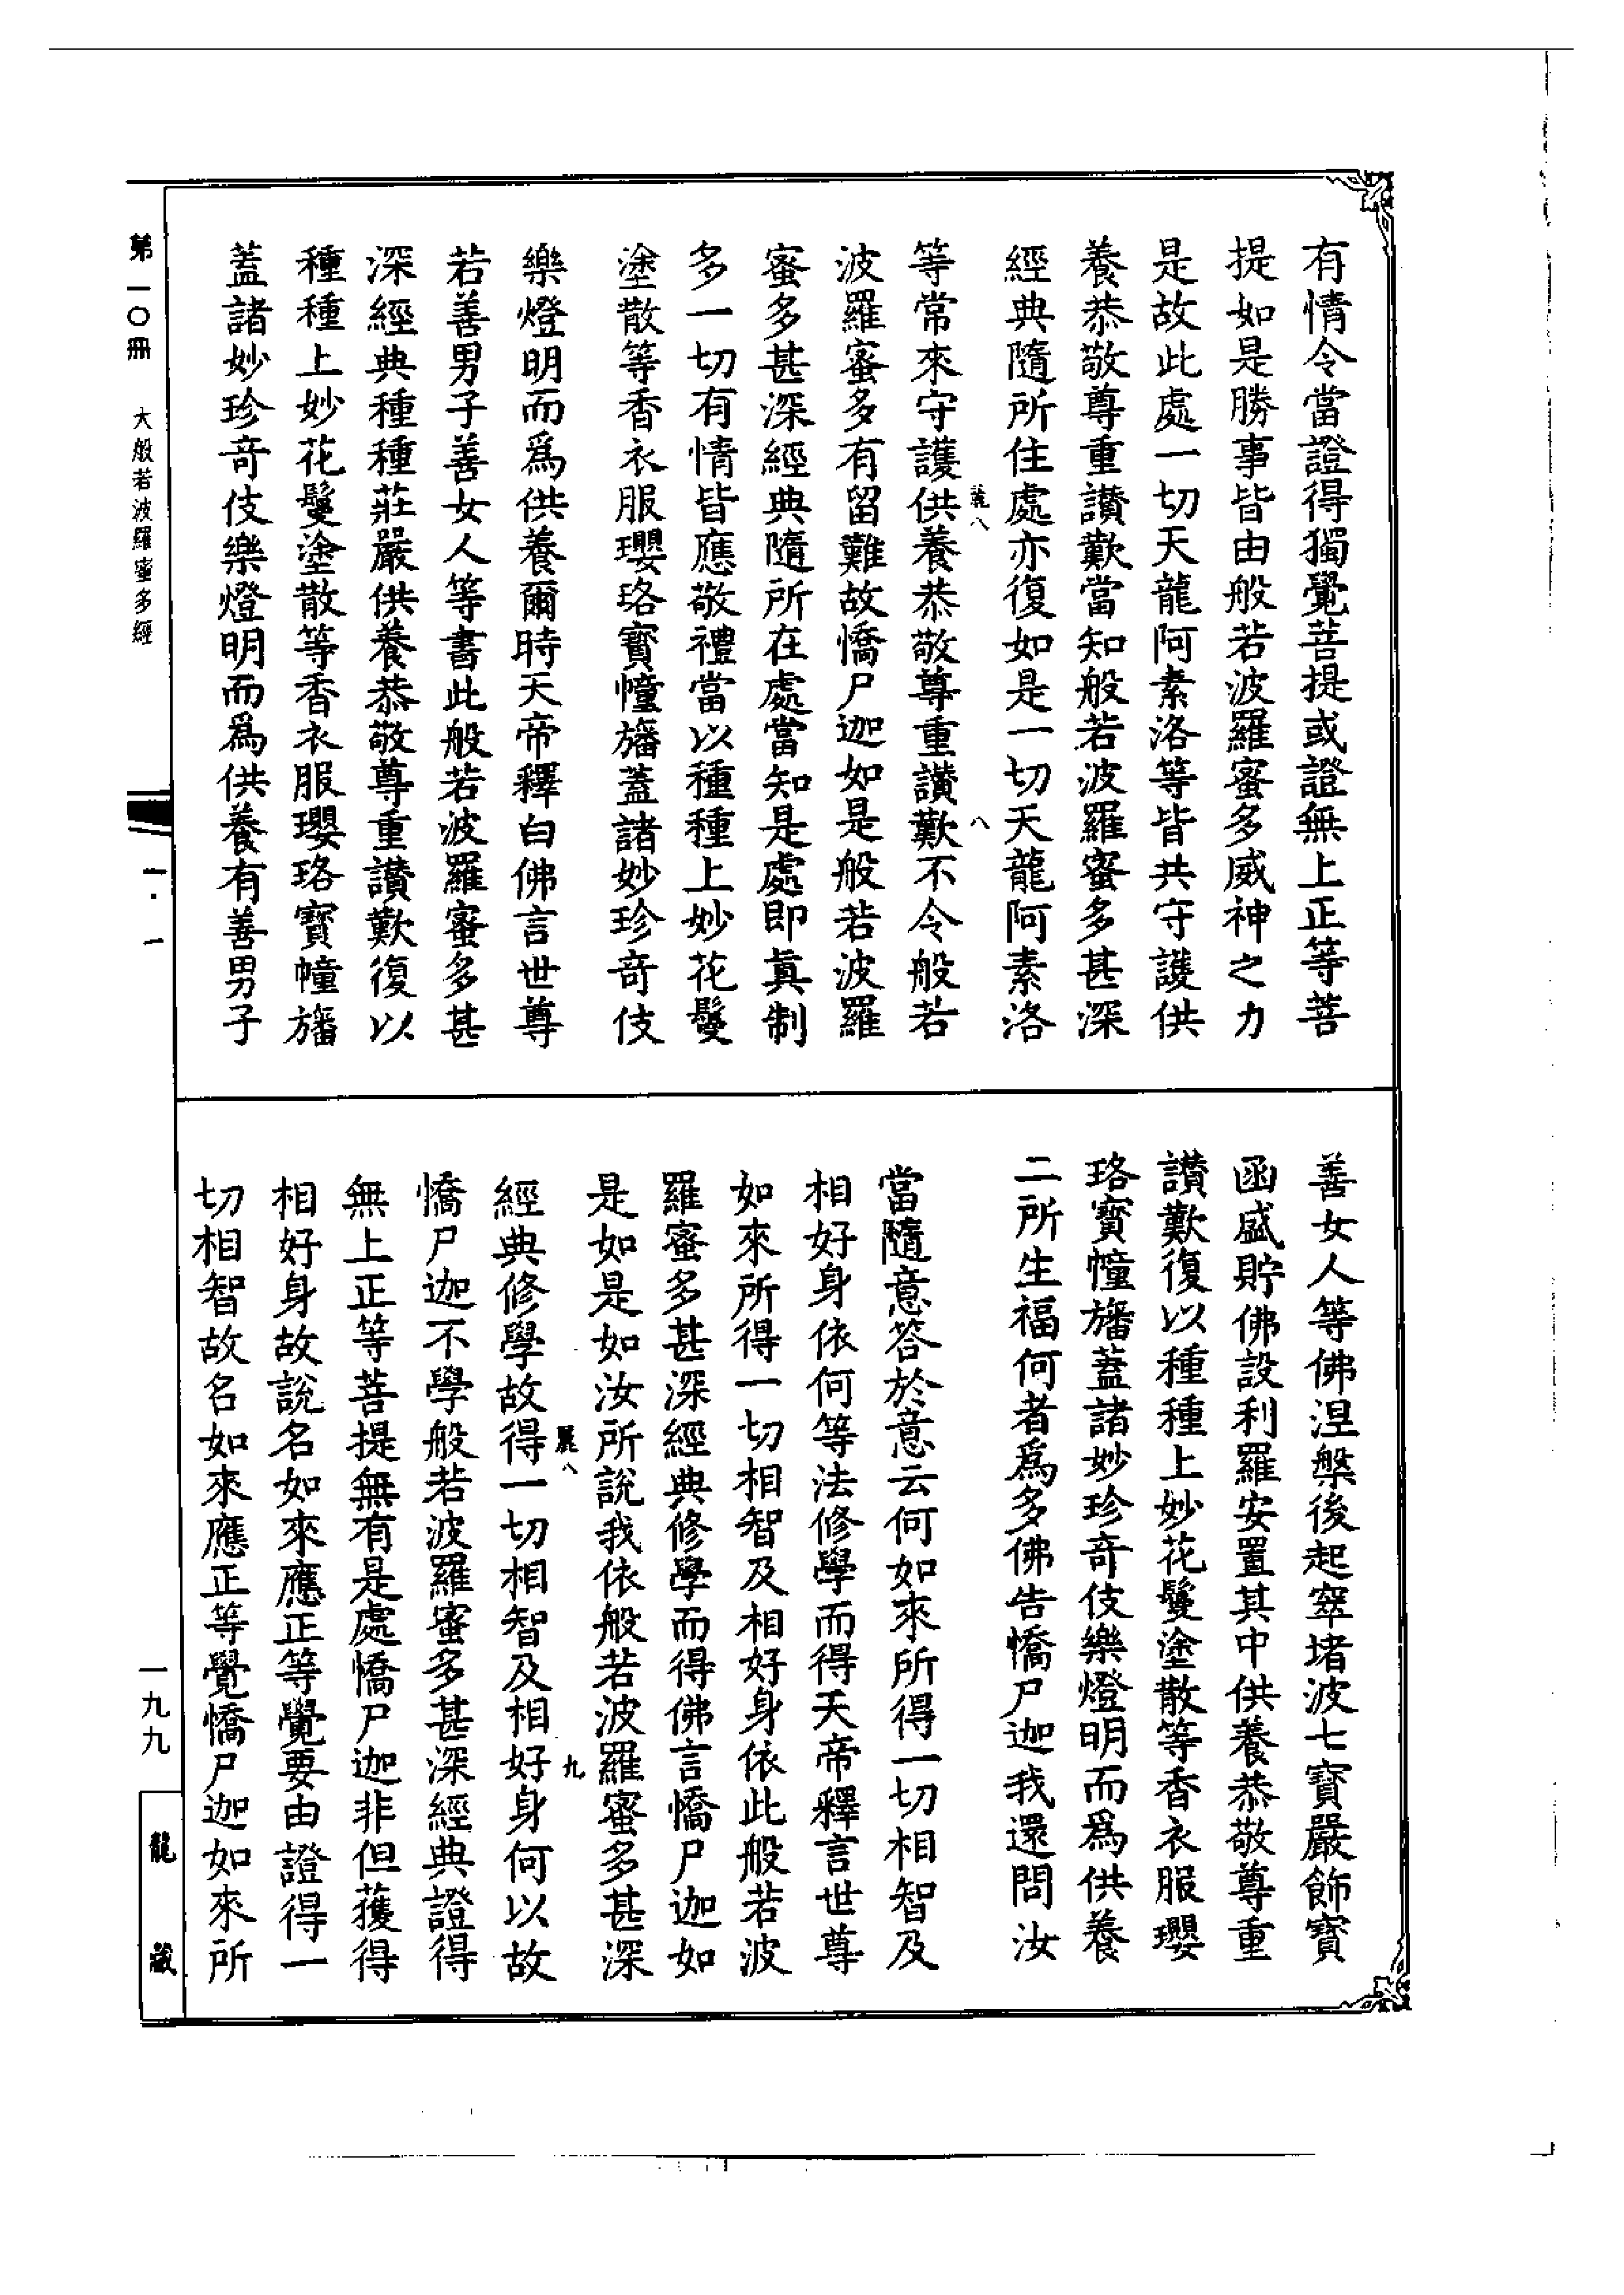 有情令當證得獨覺菩提或證無上正等菩
提如是勝事皆由般若波羅蜜多威神之力
是故此處一切天龍阿素洛等皆共守護供
養恭敬尊重讚歎當知般若波羅蜜多甚深
經典隨所住處亦復如是一切天龍阿素洛
麗八
八
等常來守護供養恭敬尊重讚歎不令般若
波羅蜜多有留難故憍尸迦如是般若波羅
蜜多甚深經典隨所在處當知是處即眞制
多一切有情皆應敬禮當以種種上妙花鬘
塗散等香衣服瓔珞寶幢旛蓋諸妙珍奇伎
樂燈明而爲供養爾時天帝釋白佛言世尊
若善男子善女人等書此般若波羅蜜多甚
深經典種種莊嚴供養恭敬尊重讚歎復以
種種上妙花鬘塗散等香衣服瓔珞寶幢旛
蓋諸妙珍奇伎樂燈明而爲供養有善男子
善女人等佛涅槃後起窣堵波七寶嚴飾寶
函盛貯佛設利羅安置其中供養恭敬尊重
讚歎復以種種上妙花鬘塗散等香衣服瓔
珞寶幢旛蓋諸妙珍奇伎樂燈明而爲供養
二所生福何者爲多佛告憍尸迦我還問汝
當隨意答於意云何如來所得一切相智及
相好身依何等法修學而得天帝釋言世尊
如來所得一切相智及相好身依此般若波
羅蜜多甚深經典修學而得佛言憍尸迦如
是如是如汝所說我依般若波羅蜜多甚深
麗八
九
經典修學故得一切相智及相好身何以故
憍尸迦不學般若波羅蜜多甚深經典證得
無上正等菩提無有是處憍尸迦非但獲得
相好身故說名如來應正等覺要由證得一
切相智故名如來應正等覺憍尸迦如來所
第一〇冊
大般若波羅蜜多經
一·一
一九九
龍藏